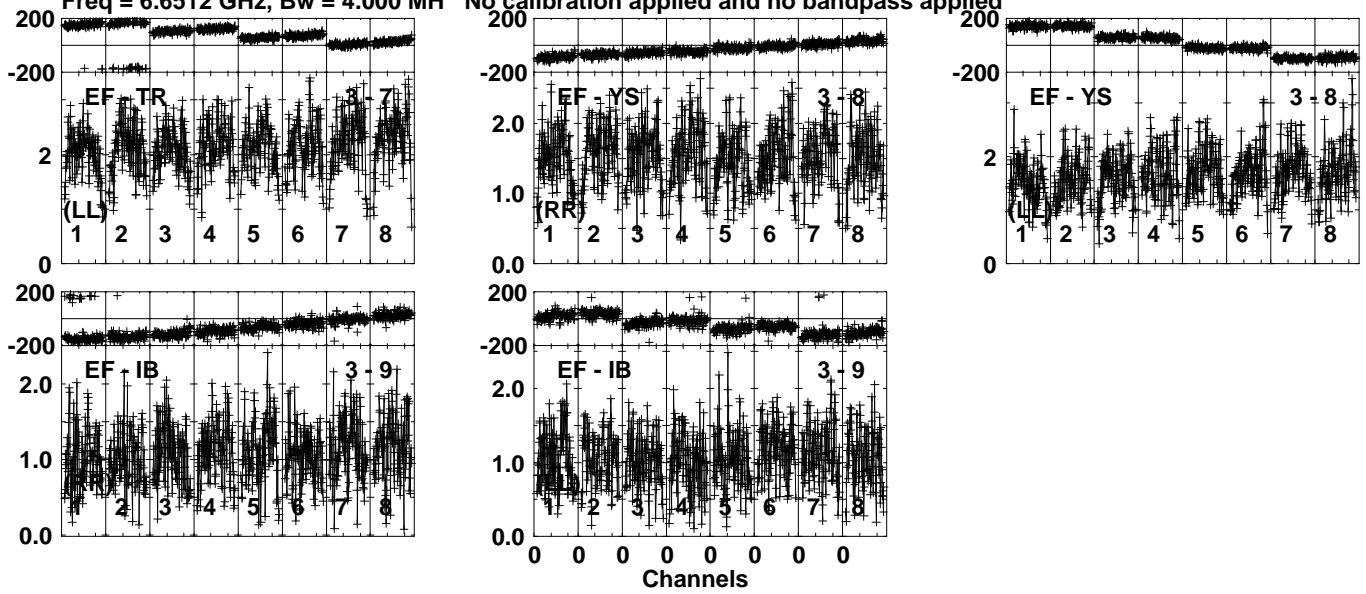 Freq = 6.6512 GHz, Bw = 4.000 MH No calibration applied and no bandpass applied
200
-200
EF - TR 3 - 7
2
(LL)
1 2 3 4 5 6 7 8
0
200
-200
EF - YS 3 - 8
2.0
1.0
(RR)
1 2 3 4 5 6 7 8
0.0
200
-200
EF - YS 3 - 8
2
(LL)
1 2 3 4 5 6 7 8
0
200
-200
EF - IB 3 - 9
2.0
1.0
(RR)
1 2 3 4 5 6 7 8
0.0
200
-200
EF - IB 3 - 9
2.0
1.0
(LL)
1 2 3 4 5 6 7 8
0.0
0 0 0 0 0 0 0 0
Channels